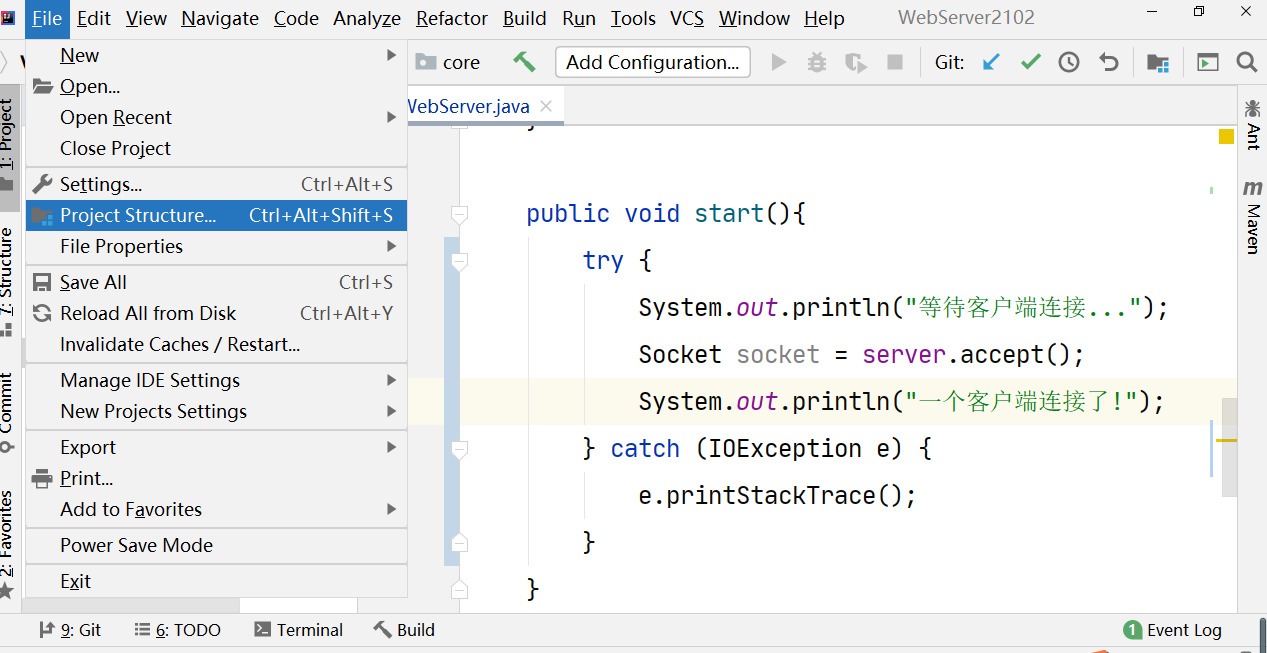 File Edit View Navigate Code Analyze Refactor Build Run Tools VCS Window Help WebServer2102
core Add Configuration... Git:
WebServer.java
New
Open...
Open Recent
Close Project
Settings... Ctrl+Alt+S
Project Structure... Ctrl+Alt+Shift+S
File Properties
Save All Ctrl+S
Reload All from Disk Ctrl+Alt+Y
Invalidate Caches / Restart...
Manage IDE Settings
New Projects Settings
Export
Print...
Add to Favorites
Power Save Mode
Exit
1: Project
7: Structure
Commit
2: Favorites
}
public void start(){
try {
System.out.println("等待客户端连接...");
Socket socket = server.accept();
System.out.println("一个客户端连接了!");
} catch (IOException e) {
e.printStackTrace();
}
}
Ant
m Maven
9: Git 6: TODO Terminal Build 1 Event Log